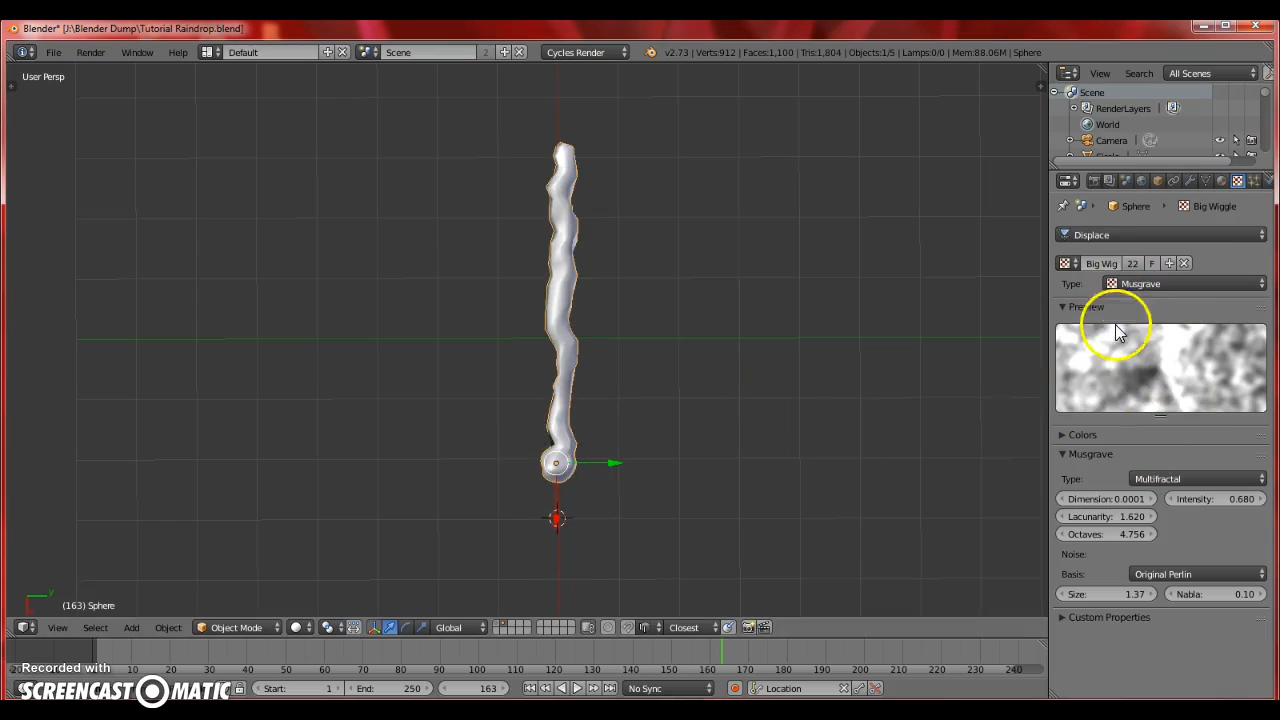 Blender* [J:\Blender Dump\Tutorial Raindrop.blend]
File Render Window Help Default Scene 2 Cycles Render v2.73 | Verts:912 | Faces:1,100 | Tris:1,804 | Objects:1/5 | Lamps:0/0 | Mem:88.06M | Sphere
User Persp
View Search All Scenes
Scene
RenderLayers
World
Camera
Sphere Big Wiggle
Displace
Big Wig 22 F
Type: Musgrave
Preview
Colors
Musgrave
Type: Multifractal
Dimension: 0.0001 Intensity: 0.680
Lacunarity: 1.620
Octaves: 4.756
Noise:
Basis: Original Perlin
Size: 1.37 Nabla: 0.10
Custom Properties
y
(163) Sphere
View Select Add Object Object Mode Global Closest
10 20 30 40 50 60 70 80 90 100 110 120 130 140 150 160 170 180 190 200 210 220 230 240
Start: 1 End: 250 163 No Sync Location
Recorded with
SCREENCAST MATIC